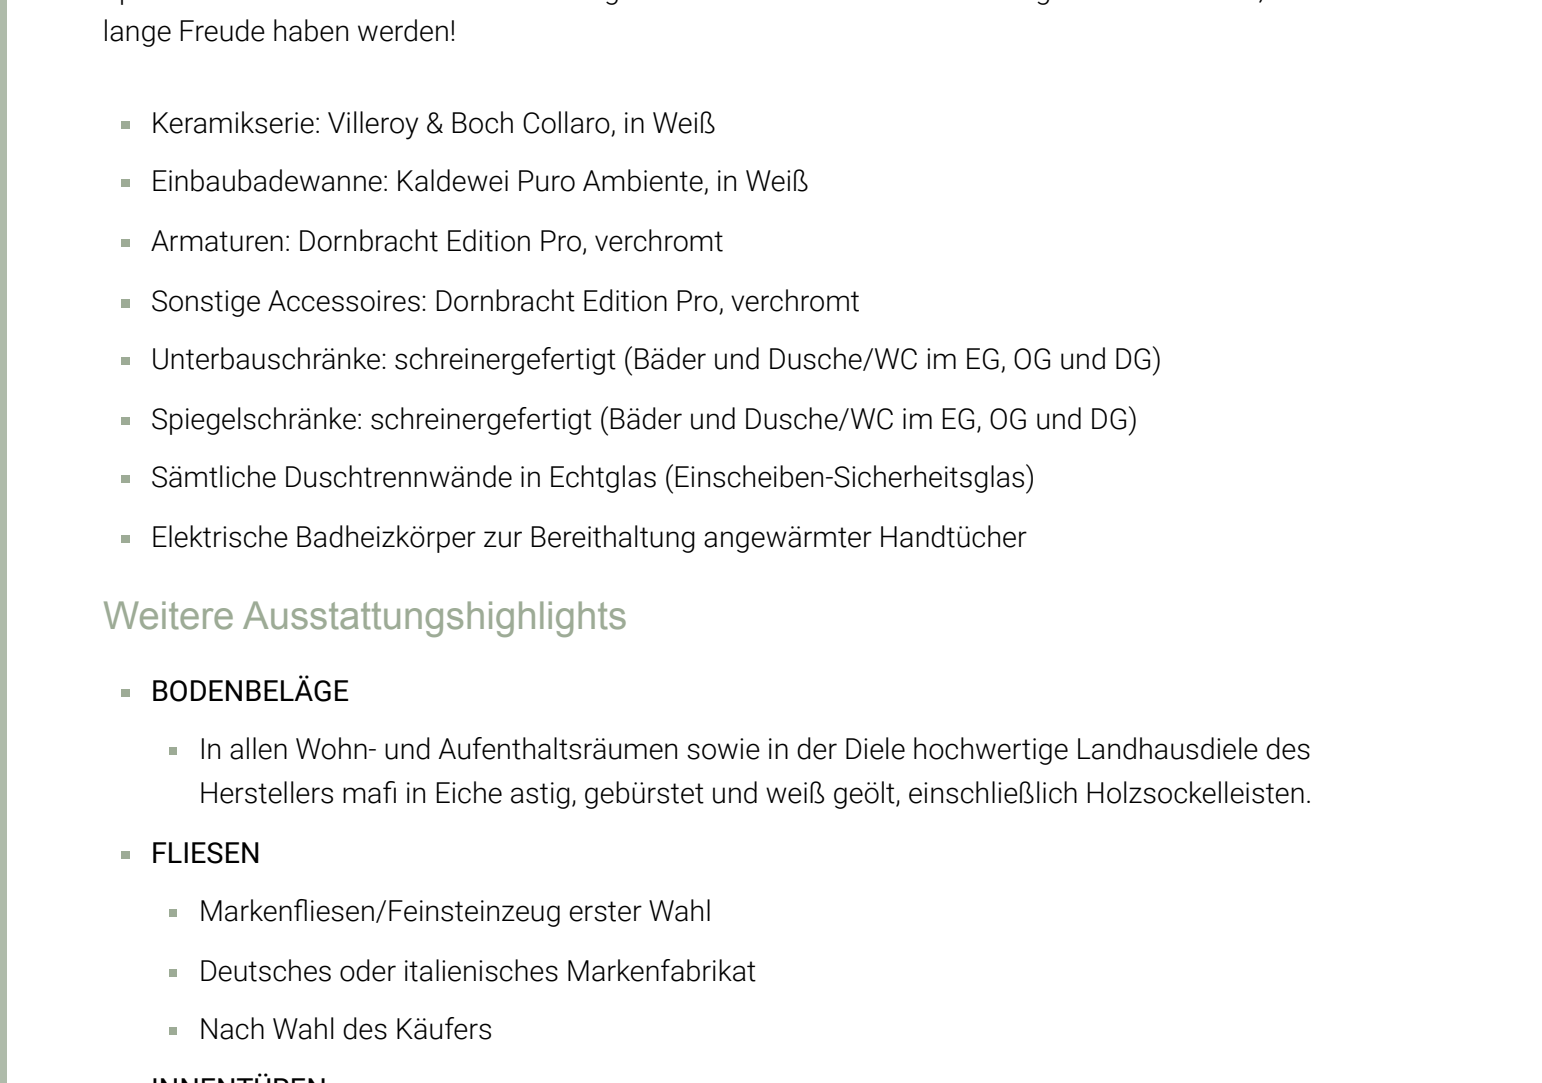 lange Freude haben werden!
Keramikserie: Villeroy & Boch Collaro, in Weiß
Einbaubadewanne: Kaldewei Puro Ambiente, in Weiß
Armaturen: Dornbracht Edition Pro, verchromt
Sonstige Accessoires: Dornbracht Edition Pro, verchromt
Unterbauschränke: schreinergefertigt (Bäder und Dusche/WC im EG, OG und DG)
Spiegelschränke: schreinergefertigt (Bäder und Dusche/WC im EG, OG und DG)
Sämtliche Duschtrennwände in Echtglas (Einscheiben-Sicherheitsglas)
Elektrische Badheizkörper zur Bereithaltung angewärmter Handtücher
Weitere Ausstattungshighlights
BODENBELÄGE
In allen Wohn- und Aufenthaltsräumen sowie in der Diele hochwertige Landhausdiele des
Herstellers mafi in Eiche astig, gebürstet und weiß geölt, einschließlich Holzsockelleisten.
FLIESEN
Markenfliesen/Feinsteinzeug erster Wahl
Deutsches oder italienisches Markenfabrikat
Nach Wahl des Käufers
INNENTÜREN